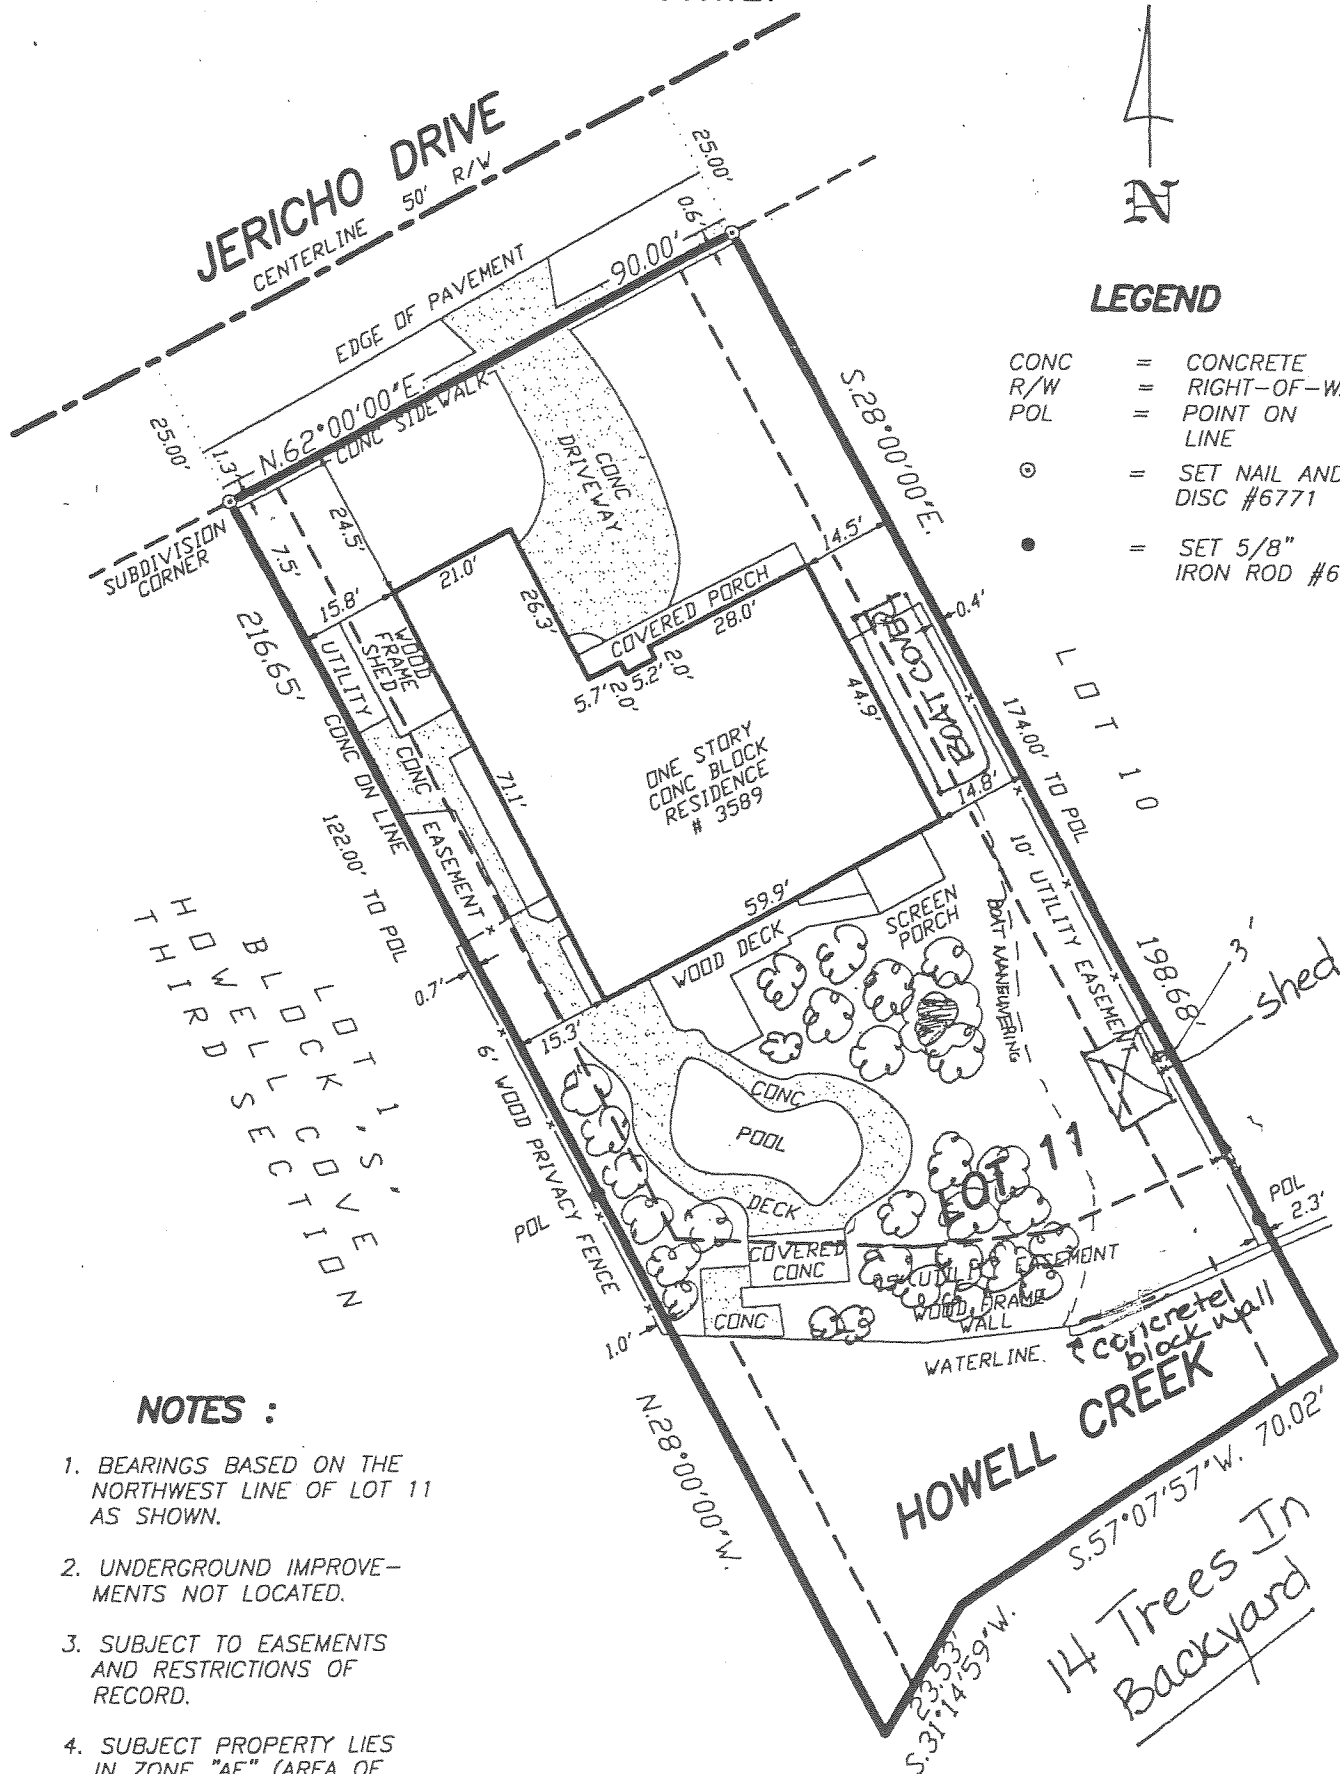 JERICHO DRIVE
CENTERLINE 50' R/W
25.00'
0.6'
EDGE OF PAVEMENT
90.00'
N.62°00'00"E.
CONC SIDEWALK
25.00'
1.3'
SUBDIVISION
CORNER
7.5'
24.5'
CONC
DRIVEWAY
S.28°00'00"E.
14.5'
15.8'
21.0'
26.3'
COVERED PORCH
28.0'
5.7'
2.0'
5.2'
2.0'
216.65'
UTILITY
WOOD
FRAME
SHED
CONC
CONC ON LINE
EASEMENT
122.00' TO POL
71.1'
ONE STORY
CONC BLOCK
RESIDENCE
# 3589
44.9'
BOAT COVER
0.4'
174.00' TO POL
LOT 10
14.8'
10' UTILITY EASEMENT
BOAT MANEUVERING
59.9'
WOOD DECK
SCREEN
PORCH
198.68'
3'
Shed
0.7'
15.3'
6' WOOD PRIVACY FENCE
LOT 1, "S"
BLOCK
HOWELL COVE
THIRD SECTION
CONC
POOL
DECK
LOT 11
POL
POL
2.3'
COVERED
CONC
UTILITY EASEMENT
WOOD FRAME
WALL
CONC
1.0'
WATERLINE.
concrete
block wall
HOWELL CREEK
N.28°00'00"W.
S.57°07'57"W. 70.02'
23.53'
S.31°14'59"W.
14 Trees In
Backyard
N
LEGEND
CONC = CONCRETE
R/W = RIGHT-OF-WA
POL = POINT ON
LINE
= SET NAIL AND
DISC #6771
= SET 5/8"
IRON ROD #6
NOTES :
1. BEARINGS BASED ON THE
NORTHWEST LINE OF LOT 11
AS SHOWN.
2. UNDERGROUND IMPROVE-
MENTS NOT LOCATED.
3. SUBJECT TO EASEMENTS
AND RESTRICTIONS OF
RECORD.
4. SUBJECT PROPERTY LIES
IN ZONE "AE" (AREA OF